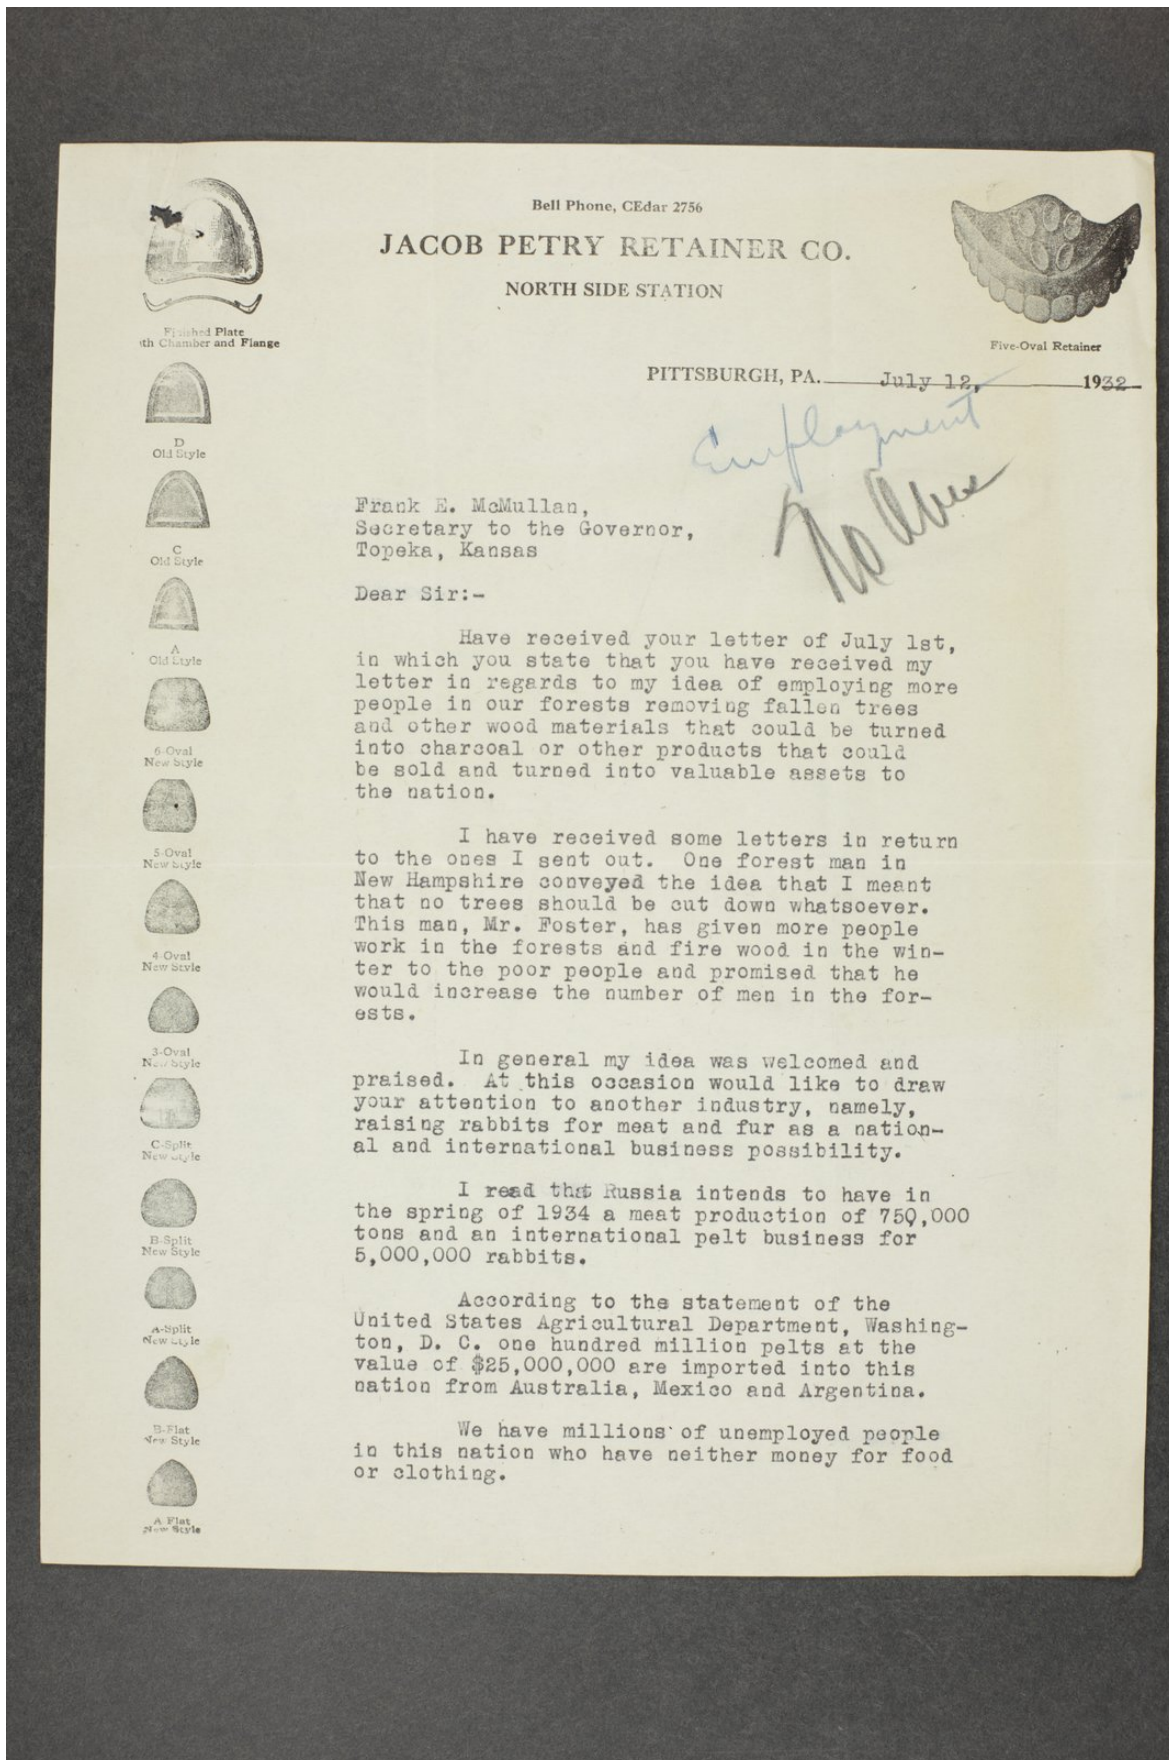 Bell Phone, CEdar 2756
JACOB PETRY RETAINER CO.
NORTH SIDE STATION
Finished Plate
ith Chamber and Flange
Five-Oval Retainer
PITTSBURGH, PA. July 12, 1932
Employment
No Ans
D
Old Style
C
Old Style
A
Old Style
6-Oval
New Style
5-Oval
New Style
4-Oval
New Style
3-Oval
New Style
C-Split
New Style
B-Split
New Style
A-Split
New Style
B-Flat
New Style
A-Flat
New Style
Frank E. McMullan,
Secretary to the Governor,
Topeka, Kansas
Dear Sir:-
Have received your letter of July 1st,
in which you state that you have received my
letter in regards to my idea of employing more
people in our forests removing fallen trees
and other wood materials that could be turned
into charcoal or other products that could
be sold and turned into valuable assets to
the nation.
I have received some letters in return
to the ones I sent out. One forest man in
New Hampshire conveyed the idea that I meant
that no trees should be cut down whatsoever.
This man, Mr. Foster, has given more people
work in the forests and fire wood in the win-
ter to the poor people and promised that he
would increase the number of men in the for-
ests.
In general my idea was welcomed and
praised. At this occasion would like to draw
your attention to another industry, namely,
raising rabbits for meat and fur as a nation-
al and international business possibility.
I read that Russia intends to have in
the spring of 1934 a meat production of 750,000
tons and an international pelt business for
5,000,000 rabbits.
According to the statement of the
United States Agricultural Department, Washing-
ton, D. C. one hundred million pelts at the
value of $25,000,000 are imported into this
nation from Australia, Mexico and Argentina.
We have millions of unemployed people
in this nation who have neither money for food
or clothing.